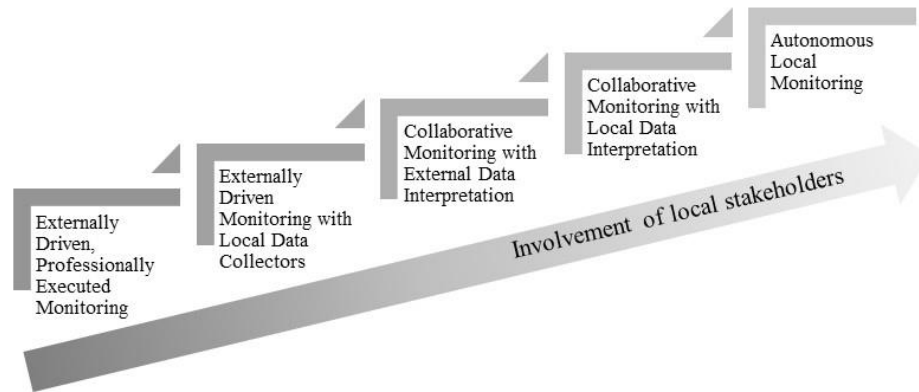 Externally
Driven,
Professionally
Executed
Monitoring
Externally
Driven
Monitoring with
Local Data
Collectors
Collaborative
Monitoring with
External Data
Interpretation
Collaborative
Monitoring with
Local Data
Interpretation
Autonomous
Local
Monitoring
Involvement of local stakeholders